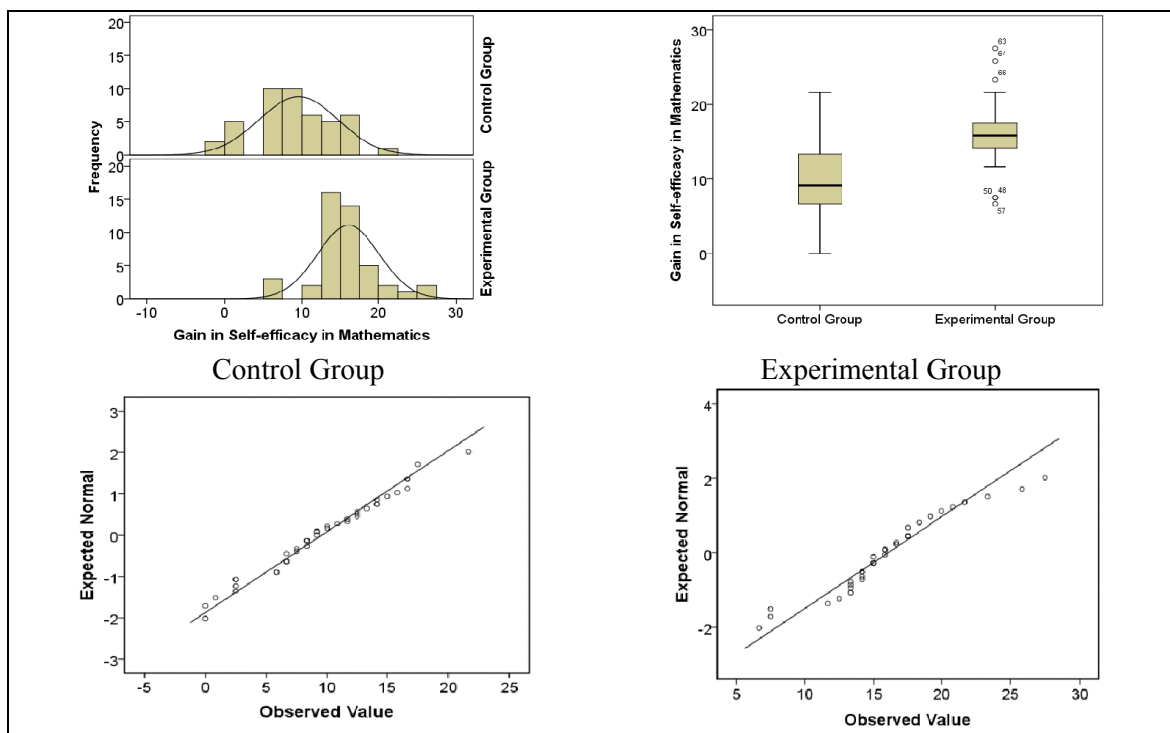 20
15
10
5
0
Control Group
Frequency
20
15
10
5
0
Experimental Group
-10 0 10 20 30
Gain in Self-efficacy in Mathematics
30
20
10
0
Gain in Self-efficacy in Mathematics
63
66
50 48
57
Control Group Experimental Group
Control Group
3
2
1
0
-1
-2
-3
Expected Normal
-5 0 5 10 15 20 25
Observed Value
Experimental Group
4
2
0
-2
Expected Normal
5 10 15 20 25 30
Observed Value